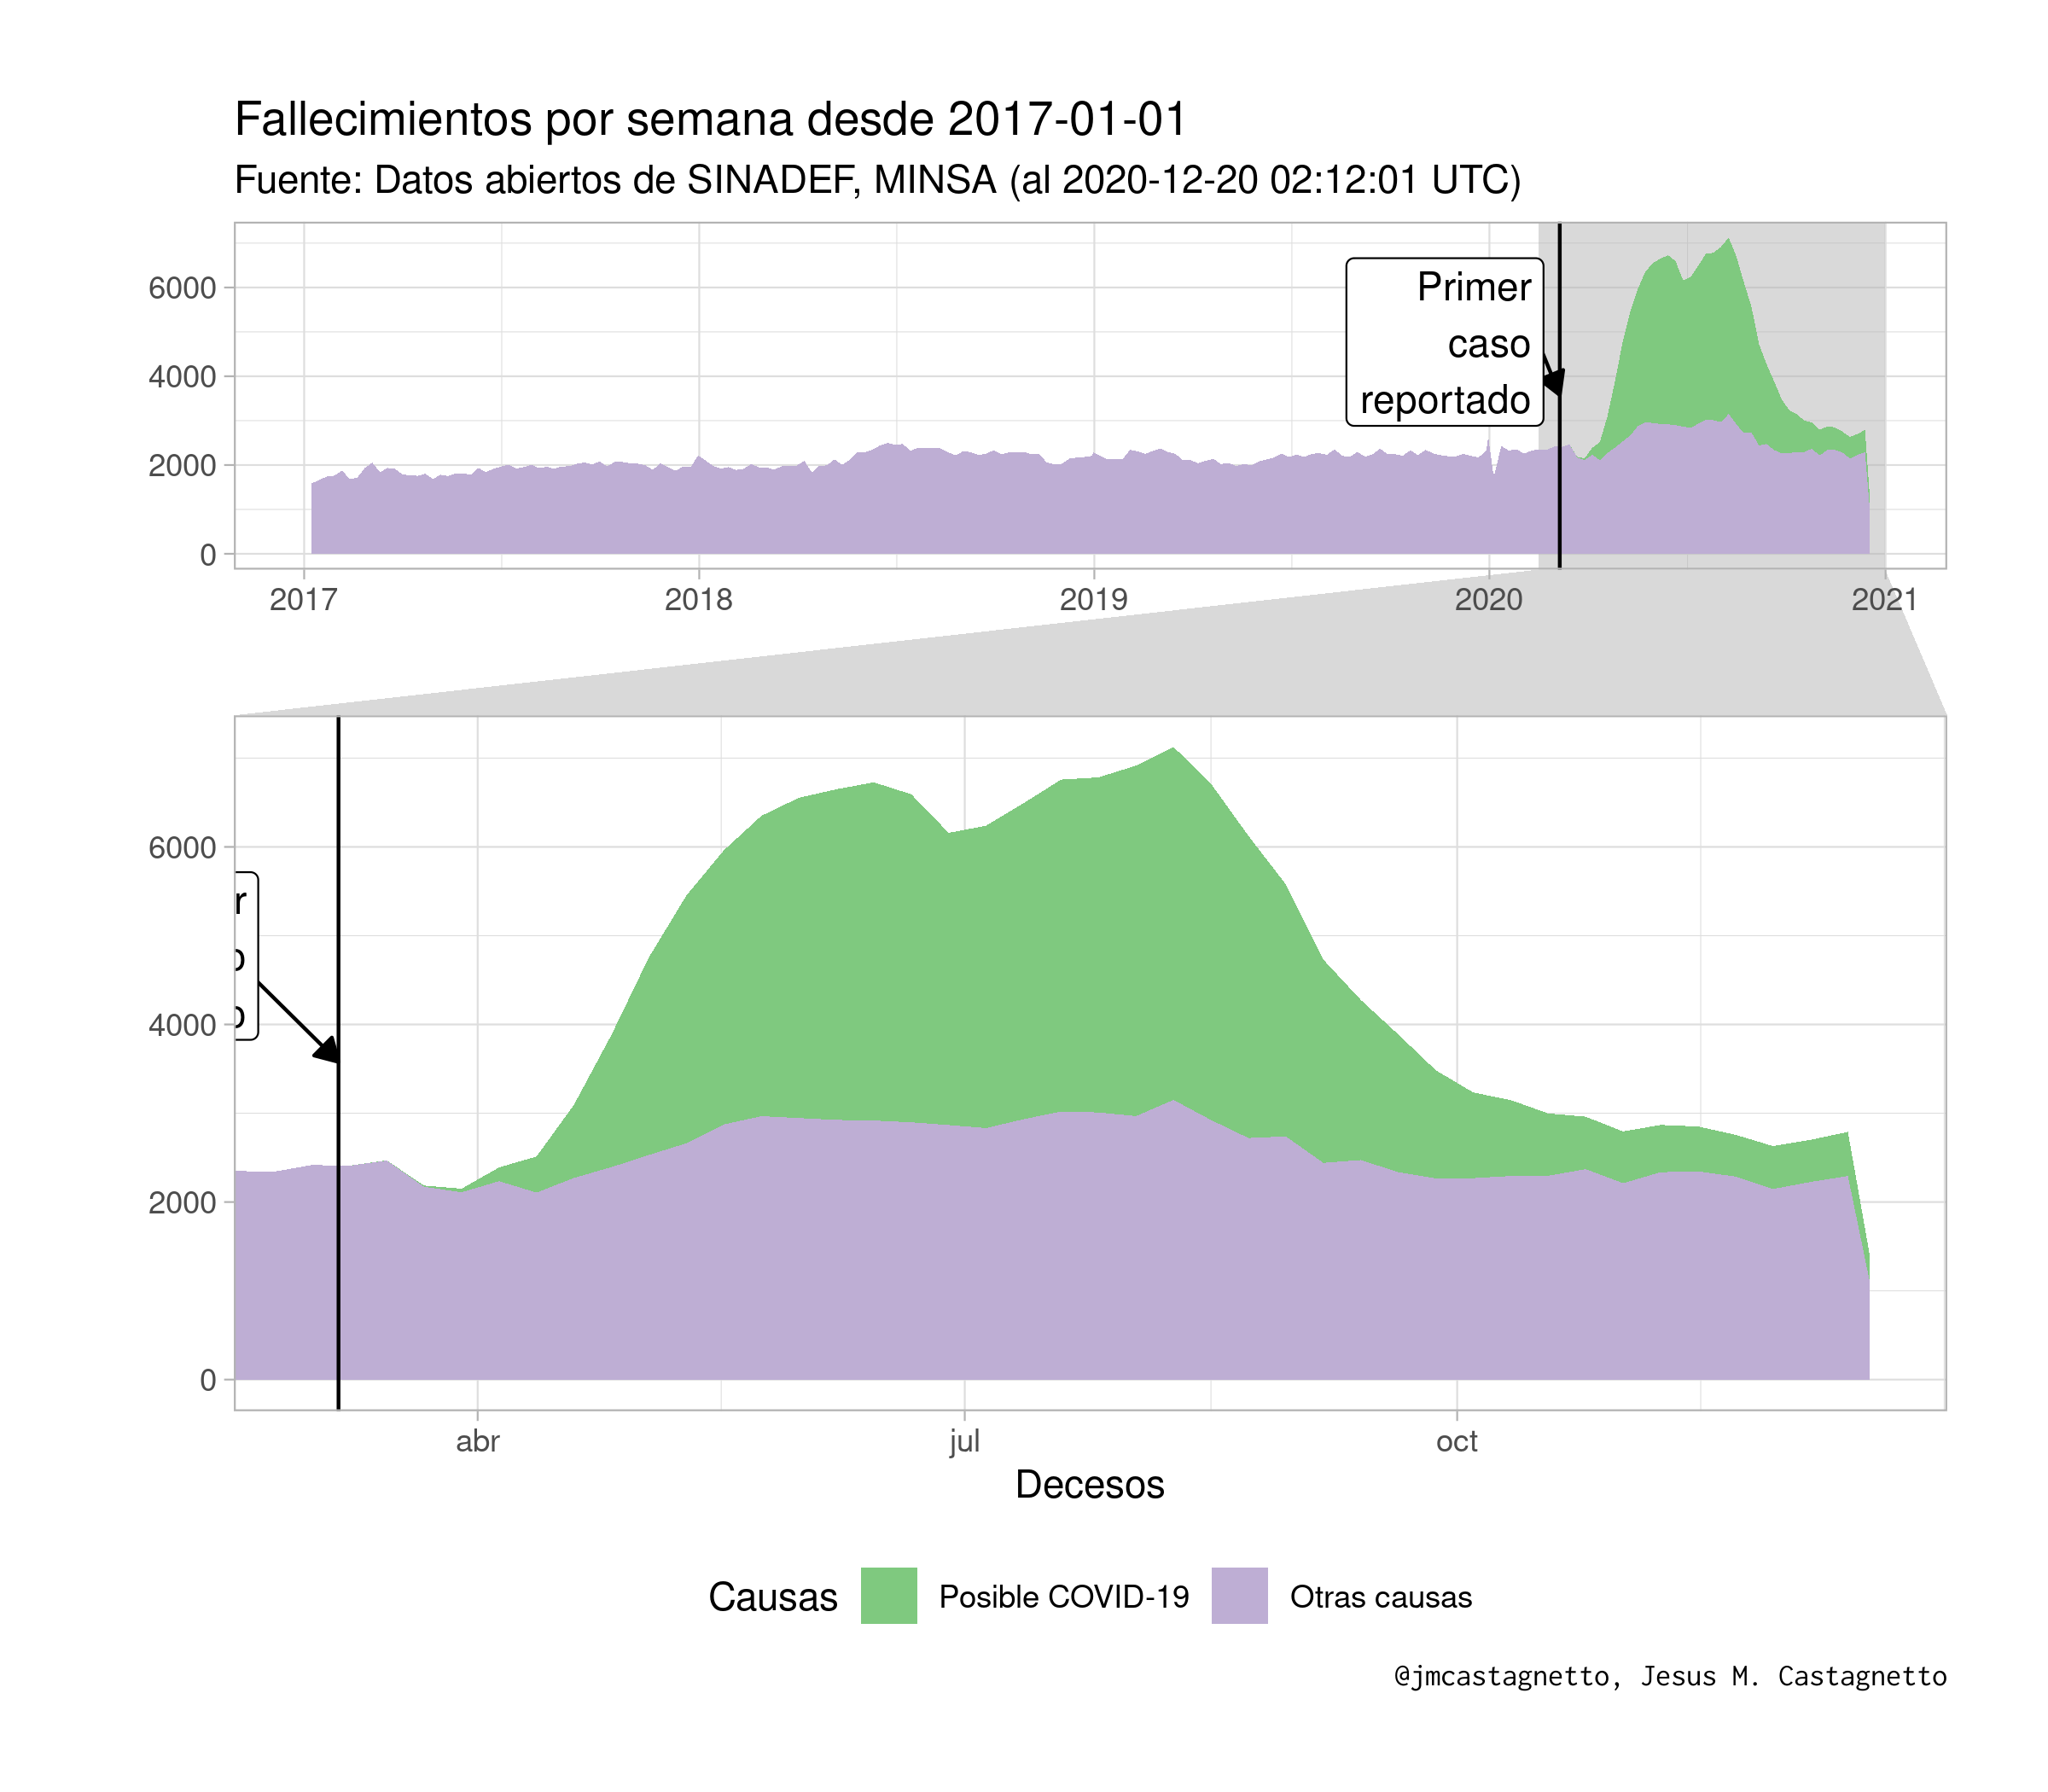 Fallecimientos por semana desde 2017-01-01
Fuente: Datos abiertos de SINADEF, MINSA (al 2020-12-20 02:12:01 UTC)
6000
4000
2000
0
Primer
caso
reportado
2017 2018 2019 2020 2021
6000
4000
2000
0
r
o
o
abr jul oct
Decesos
Causas Posible COVID-19 Otras causas
@jmcastagnetto, Jesus M. Castagnetto